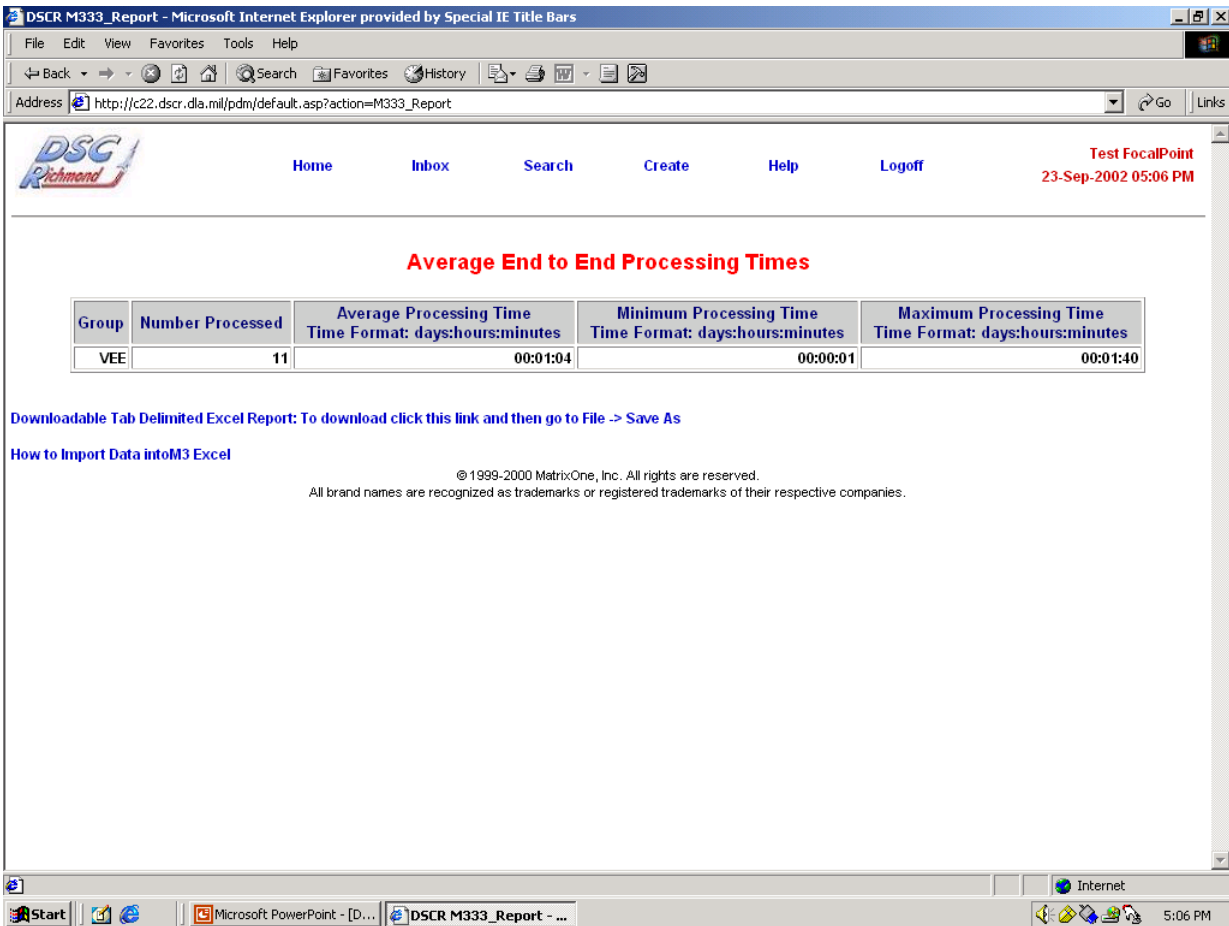 DSCR M333_Report - Microsoft Internet Explorer provided by Special IE Title Bars
File Edit View Favorites Tools Help
Back Search Favorites History
Address http://c22.dscr.dla.mil/pdm/default.asp?action=M333_Report Go Links
DSC Richmond
Home Inbox Search Create Help Logoff
Test FocalPoint
23-Sep-2002 05:06 PM
Average End to End Processing Times
Group Number Processed Average Processing Time Minimum Processing Time Maximum Processing Time
Time Format: days:hours:minutes Time Format: days:hours:minutes Time Format: days:hours:minutes
VEE 11 00:01:04 00:00:01 00:01:40
Downloadable Tab Delimited Excel Report: To download click this link and then go to File -> Save As
How to Import Data intoM3 Excel
© 1999-2000 MatrixOne, Inc. All rights are reserved.
All brand names are recognized as trademarks or registered trademarks of their respective companies.
Internet
Start Microsoft PowerPoint - [D... DSCR M333_Report - ... 5:06 PM